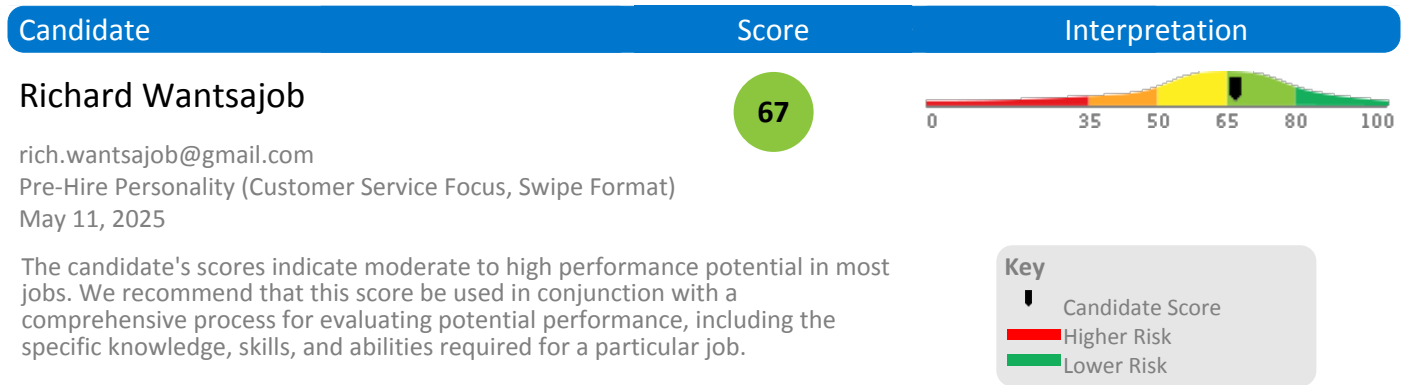 Candidate Score Interpretation
Richard Wantsajob
67
0 35 50 65 80 100
rich.wantsajob@gmail.com
Pre-Hire Personality (Customer Service Focus, Swipe Format)
May 11, 2025
The candidate's scores indicate moderate to high performance potential in most
jobs. We recommend that this score be used in conjunction with a
comprehensive process for evaluating potential performance, including the
specific knowledge, skills, and abilities required for a particular job.
Key
Candidate Score
Higher Risk
Lower Risk